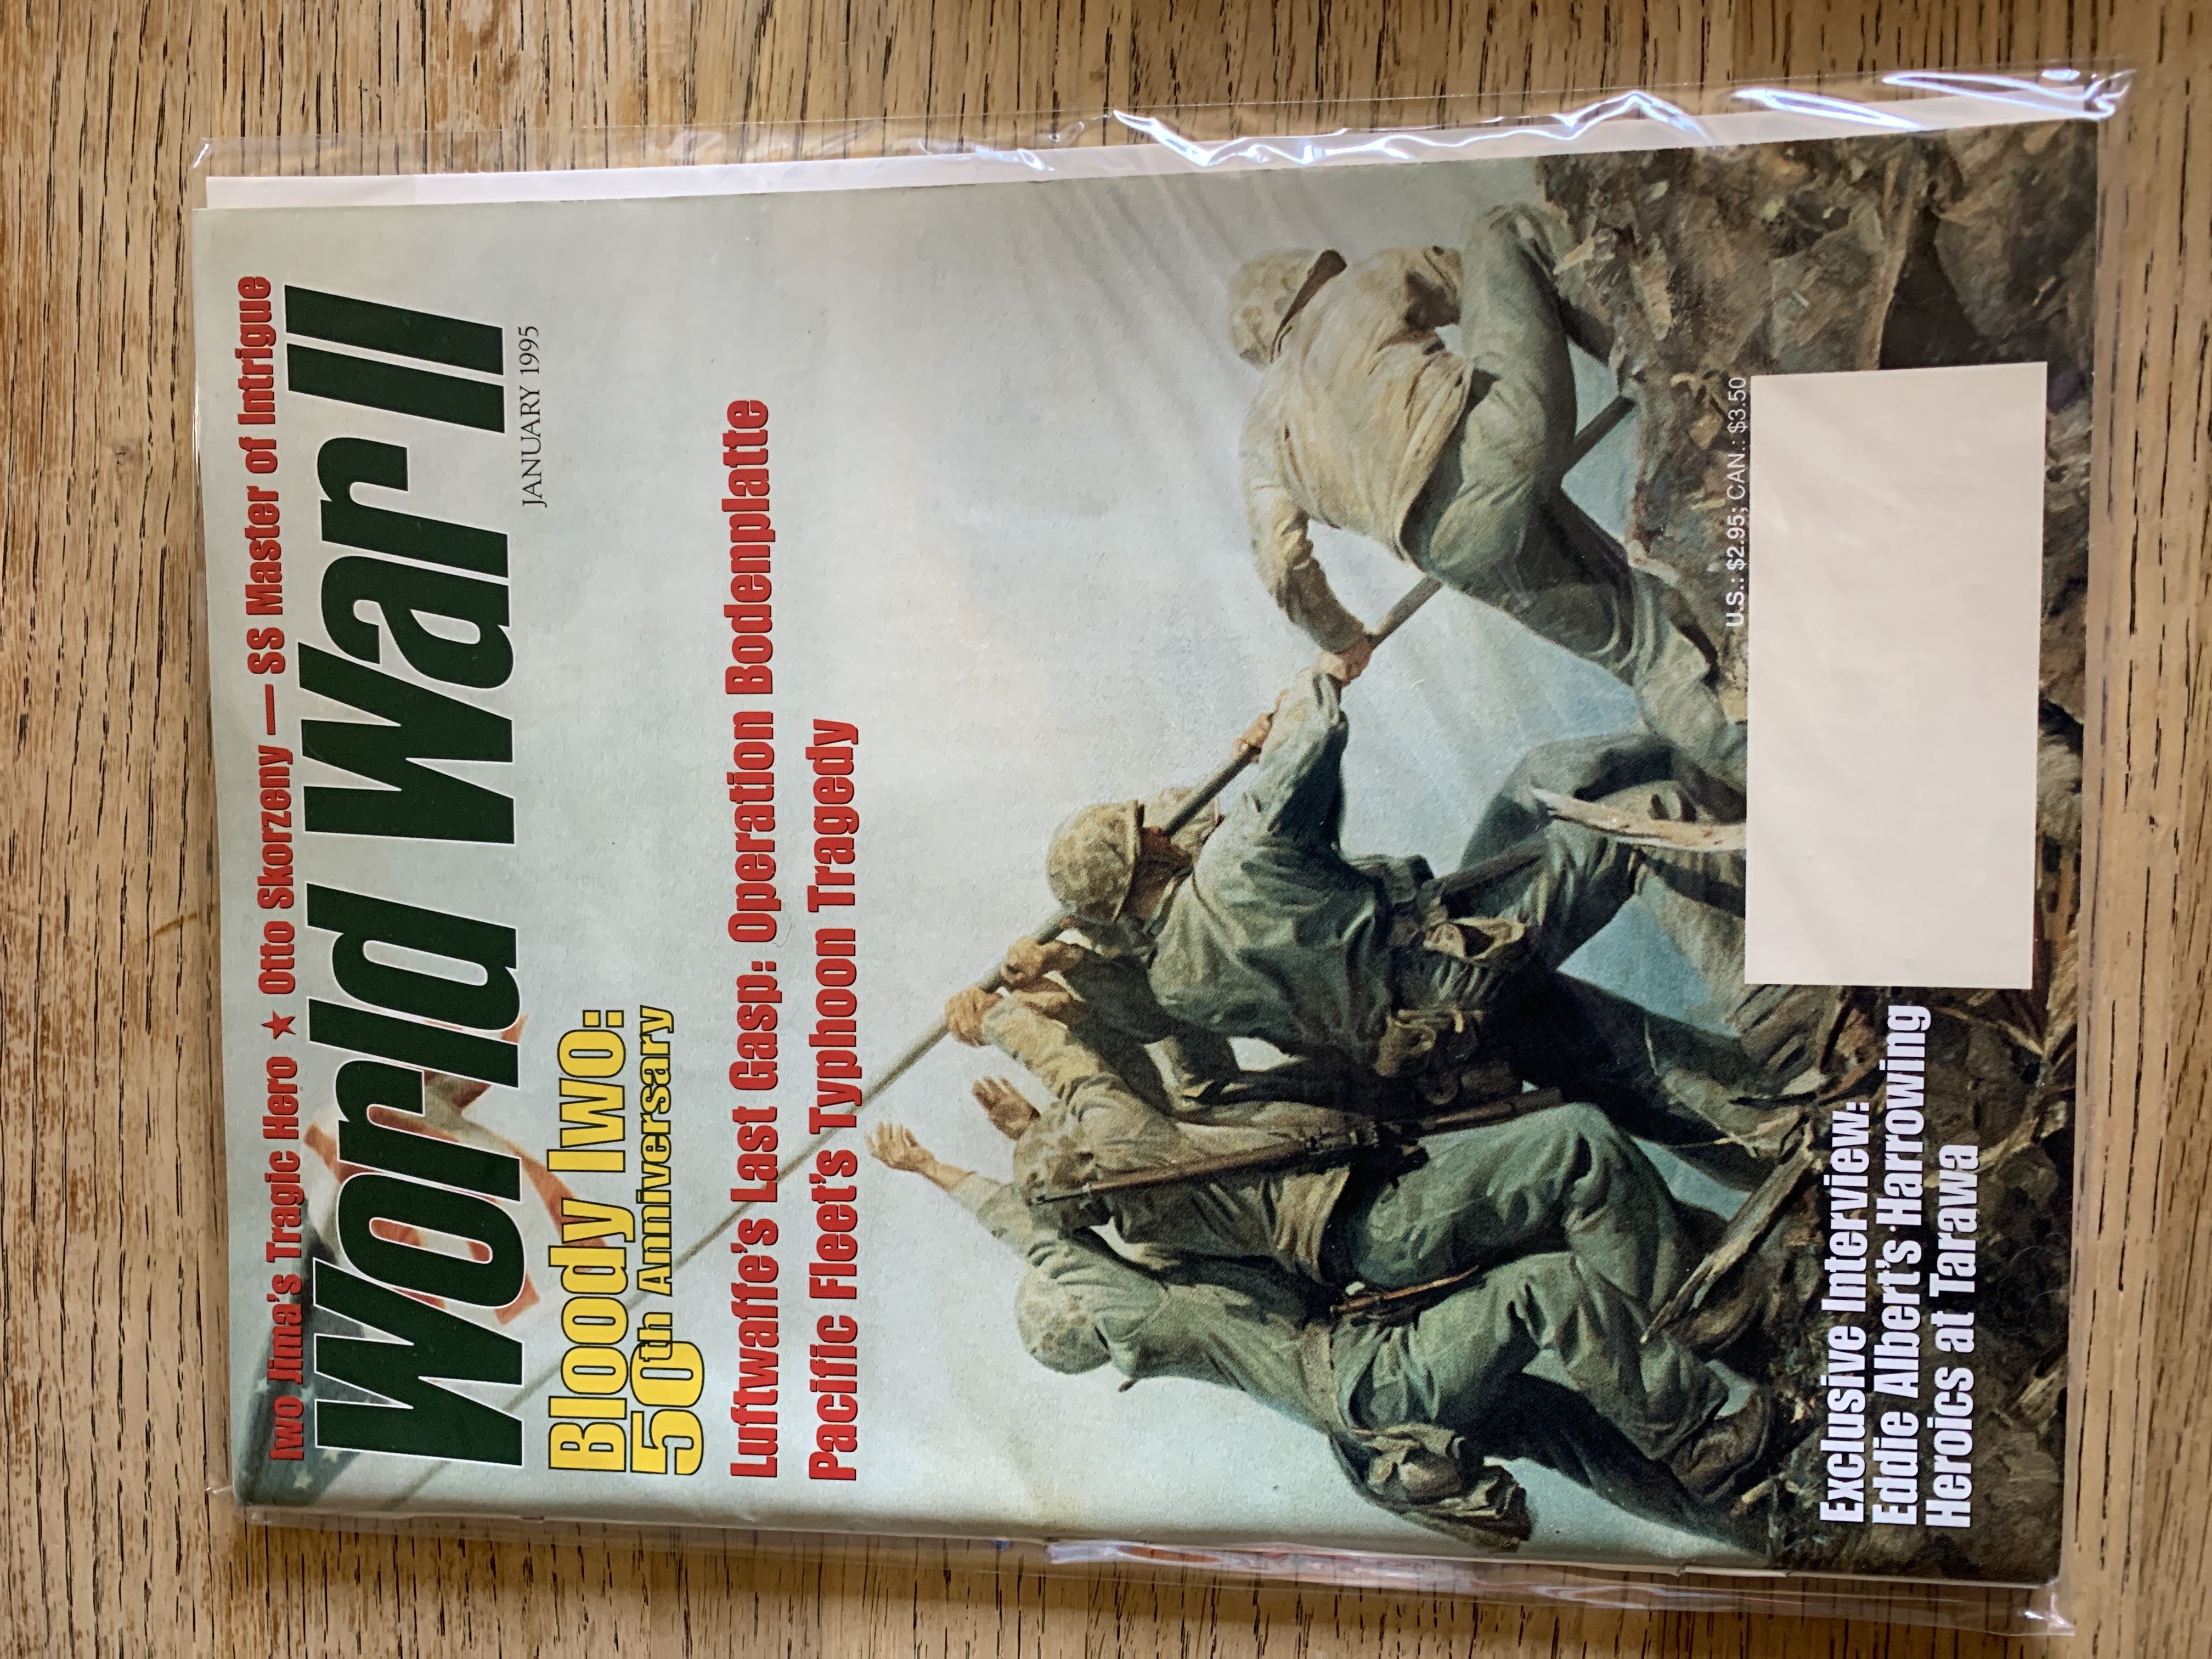 Iwo Jima's Tragic Hero ★ Otto Skorzeny — SS Master of Intrigue
World War II
JANUARY 1995
Bloody Iwo:
50th Anniversary
Luftwaffe's Last Gasp: Operation Bodenplatte
Pacific Fleet's Typhoon Tragedy
U.S.: $2.95; CAN.: $3.50
Exclusive Interview:
Eddie Albert's Harrowing
Heroics at Tarawa